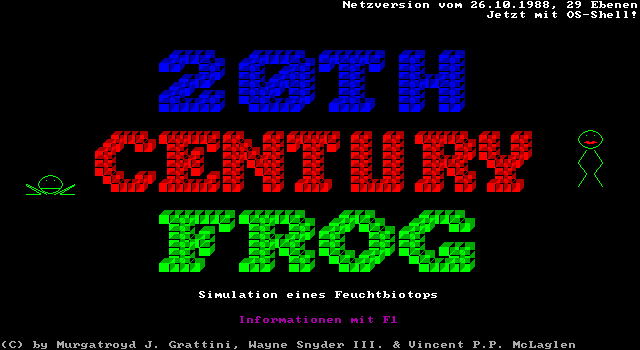 Netzversion vom 26.10.1988, 29 Ebenen
Jetzt mit OS-Shell!
20TH
CENTURY
FROG
Simulation eines Feuchtbiotops
Informationen mit F1
(C) by Murgatroyd J. Grattini, Wayne Snyder III. & Vincent P.P. McLaglen